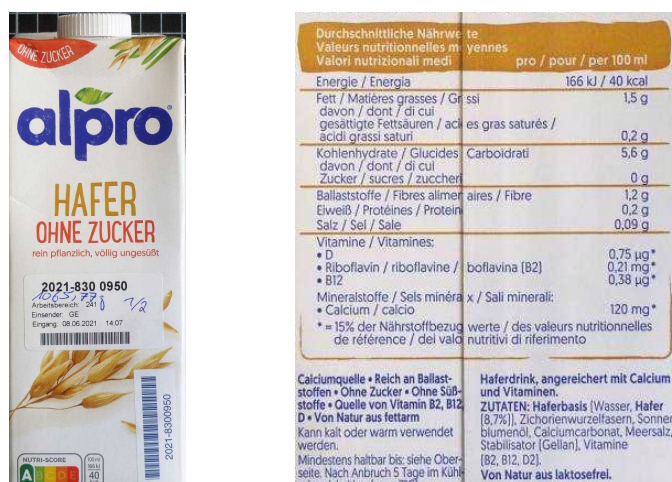 OHNE ZUCKER
alpro
HAFER
OHNE ZUCKER
rein pflanzlich, völlig ungesüßt
2021-830 0950
1065,77g 1/2
Arbeitsbereich: 241
Einsender: GE
Eingang: 08.06.2021 14:07
2021-8300950
NUTRI-SCORE
A B C D E
100 ml
166 kJ
40
kcal
Durchschnittliche Nährwe te
Valeurs nutritionnelles m yennes
Valori nutrizionali medi pro / pour / per 100 ml
Energie / Energia 166 kJ / 40 kcal
Fett / Matières grasses / Gr ssi 1,5 g
davon / dont / di cui
gesättigte Fettsäuren / aci es gras saturés /
acidi grassi saturi 0,2 g
Kohlenhydrate / Glucides Carboidrati 5,6 g
davon / dont / di cui
Zucker / sucres / zuccheri 0 g
Ballaststoffe / Fibres alimen aires / Fibre 1,2 g
Eiweiß / Protéines / Protein 0,2 g
Salz / Sel / Sale 0,09 g
Vitamine / Vitamines:
• D 0,75 µg*
• Riboflavin / riboflavine / boflavina (B2) 0,21 mg*
• B12 0,38 µg*
Mineralstoffe / Sels minéra x / Sali minerali:
• Calcium / calcio 120 mg*
* = 15% der Nährstoffbezug werte / des valeurs nutritionnelles
de référence / dei valo nutritivi di riferimento
Calciumquelle • Reich an Ballast-
stoffen • Ohne Zucker • Ohne Süß-
stoffe • Quelle von Vitamin B2, B12,
D • Von Natur aus fettarm
Kann kalt oder warm verwendet
werden.
Mindestens haltbar bis: siehe Ober-
seite. Nach Anbruch 5 Tage im Kühl-
Haferdrink, angereichert mit Calcium
und Vitaminen.
ZUTATEN: Haferbasis (Wasser, Hafer
(8,7%)), Zichorienwurzelfasern, Sonnen
blumenöl, Calciumcarbonat, Meersalz,
Stabilisator (Gellan), Vitamine
(B2, B12, D2).
Von Natur aus laktosefrei.